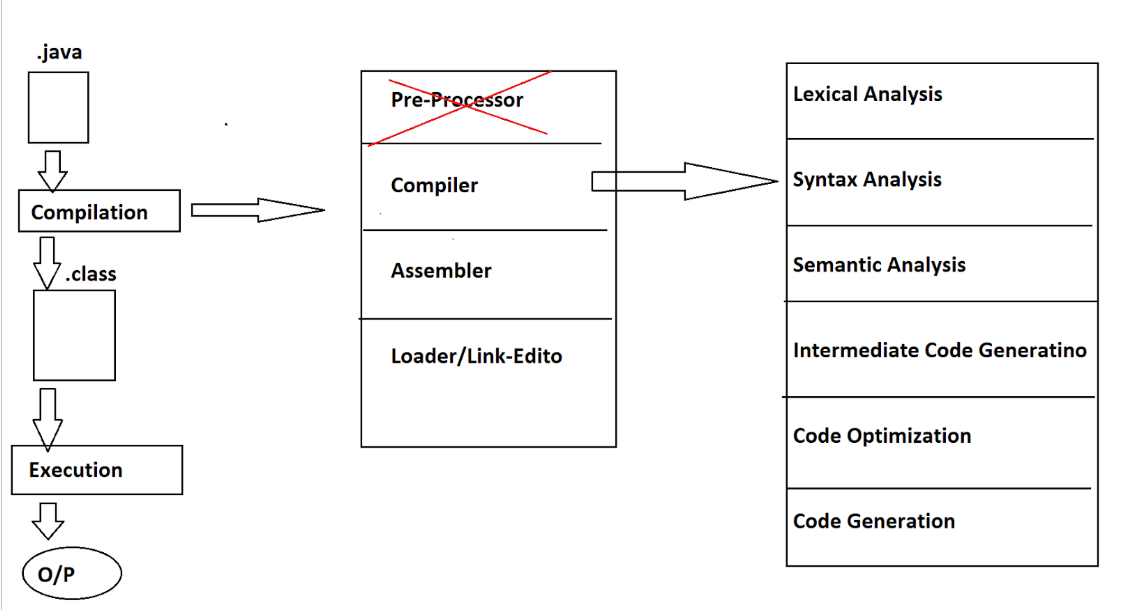 .java
Compilation
.class
Execution
O/P
Pre-Processor
Compiler
Assembler
Loader/Link-Edito
Lexical Analysis
Syntax Analysis
Semantic Analysis
Intermediate Code Generatino
Code Optimization
Code Generation